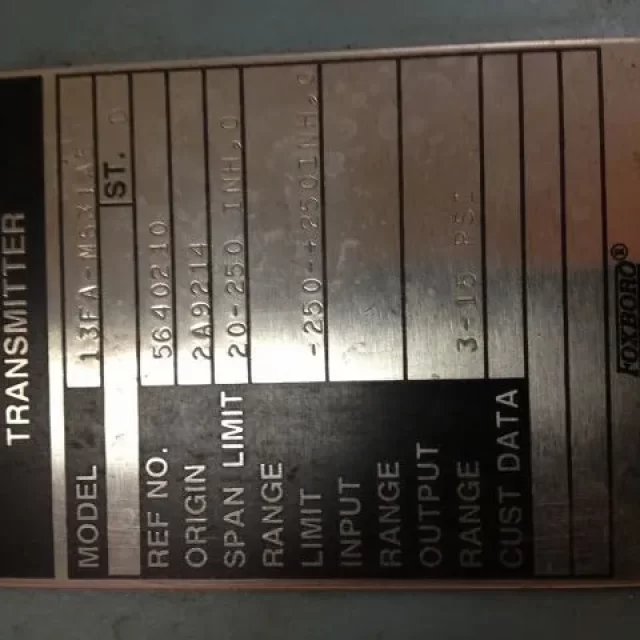 TRANSMITTER
MODEL
ST. O
REF NO. 5640210
ORIGIN 2A9214
SPAN LIMIT 20-250 INH2O
RANGE
LIMIT -250-+250INH2O
INPUT
RANGE
OUTPUT
RANGE 3-15 PSI
CUST DATA
FOXBORO®